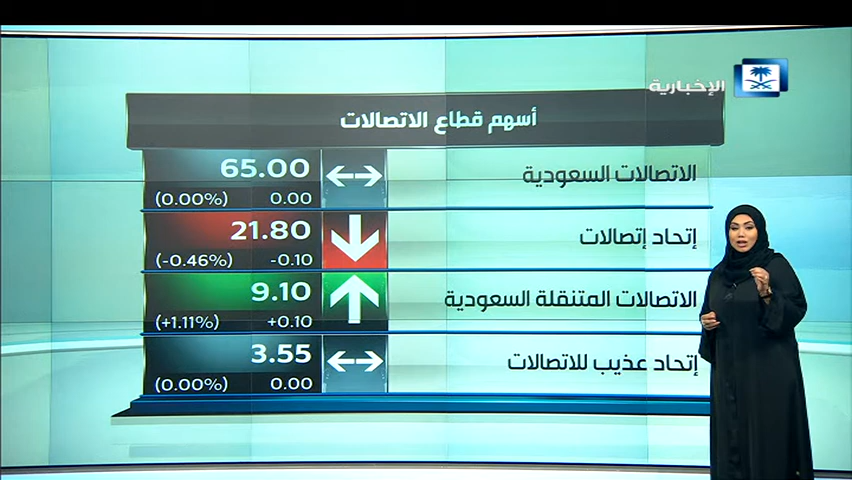 الإخبارية
أسهم قطاع الاتصالات
الاتصالات السعودية
65.00
0.00 (0.00%)
إتحاد إتصالات
21.80
-0.10 (-0.46%)
الاتصالات المتنقلة السعودية
9.10
+0.10 (+1.11%)
إتحاد عذيب للاتصالات
3.55
0.00 (0.00%)